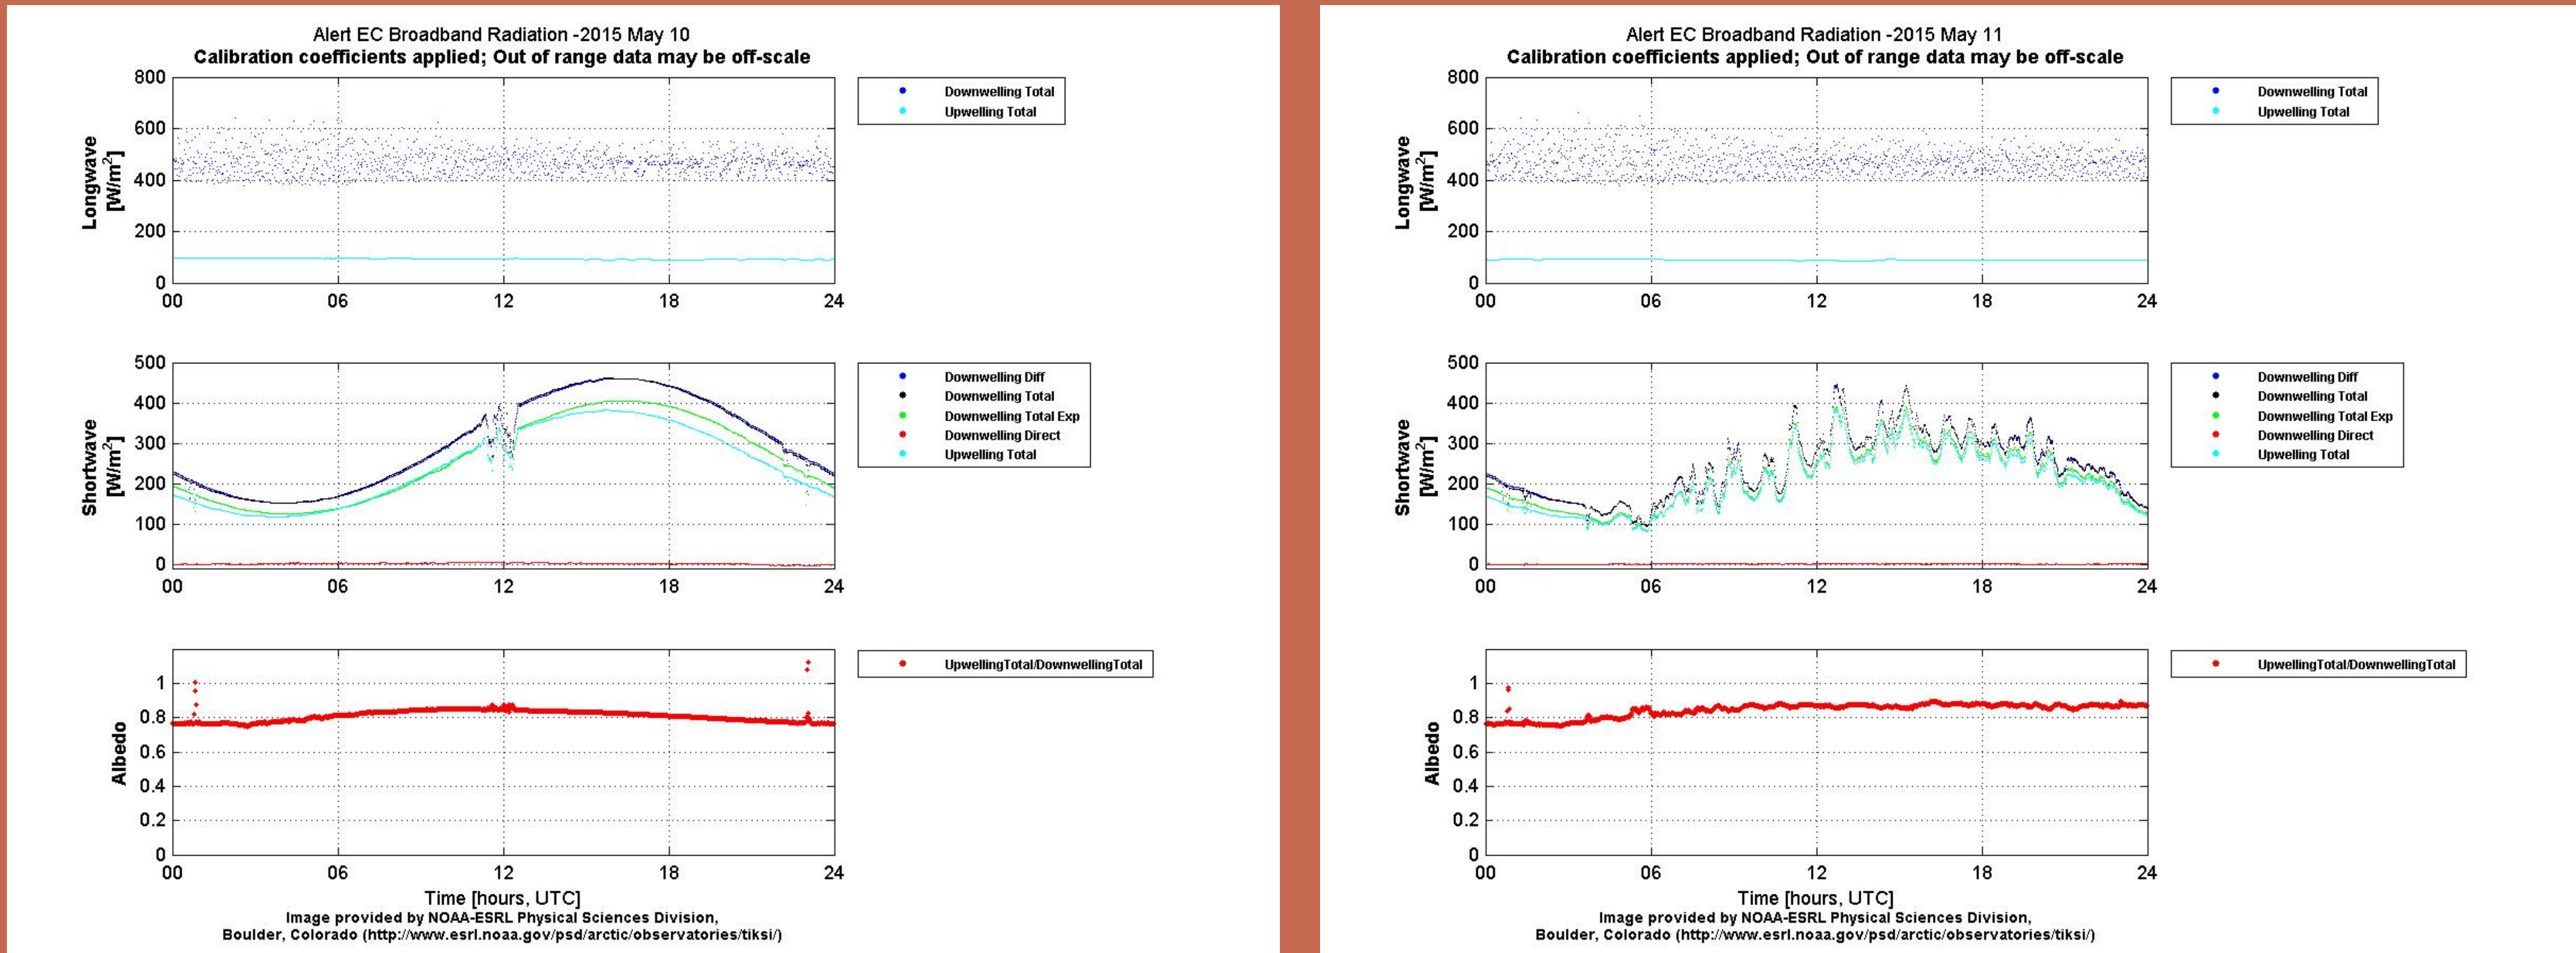 Alert EC Broadband Radiation -2015 May 10
Calibration coefficients applied; Out of range data may be off-scale
800
600
400
200
0
Longwave
[W/m²]
00 06 12 18 24
Downwelling Total
Upwelling Total
500
400
300
200
100
0
Shortwave
[W/m²]
00 06 12 18 24
Downwelling Diff
Downwelling Total
Downwelling Total Exp
Downwelling Direct
Upwelling Total
1
0.8
0.6
0.4
0.2
0
Albedo
00 06 12 18 24
UpwellingTotal/DownwellingTotal
Time [hours, UTC]
Image provided by NOAA-ESRL Physical Sciences Division,
Boulder, Colorado (http://www.esrl.noaa.gov/psd/arctic/observatories/tiksi/)
Alert EC Broadband Radiation -2015 May 11
Calibration coefficients applied; Out of range data may be off-scale
800
600
400
200
0
Longwave
[W/m²]
00 06 12 18 24
Downwelling Total
Upwelling Total
500
400
300
200
100
0
Shortwave
[W/m²]
00 06 12 18 24
Downwelling Diff
Downwelling Total
Downwelling Total Exp
Downwelling Direct
Upwelling Total
1
0.8
0.6
0.4
0.2
0
Albedo
00 06 12 18 24
UpwellingTotal/DownwellingTotal
Time [hours, UTC]
Image provided by NOAA-ESRL Physical Sciences Division,
Boulder, Colorado (http://www.esrl.noaa.gov/psd/arctic/observatories/tiksi/)